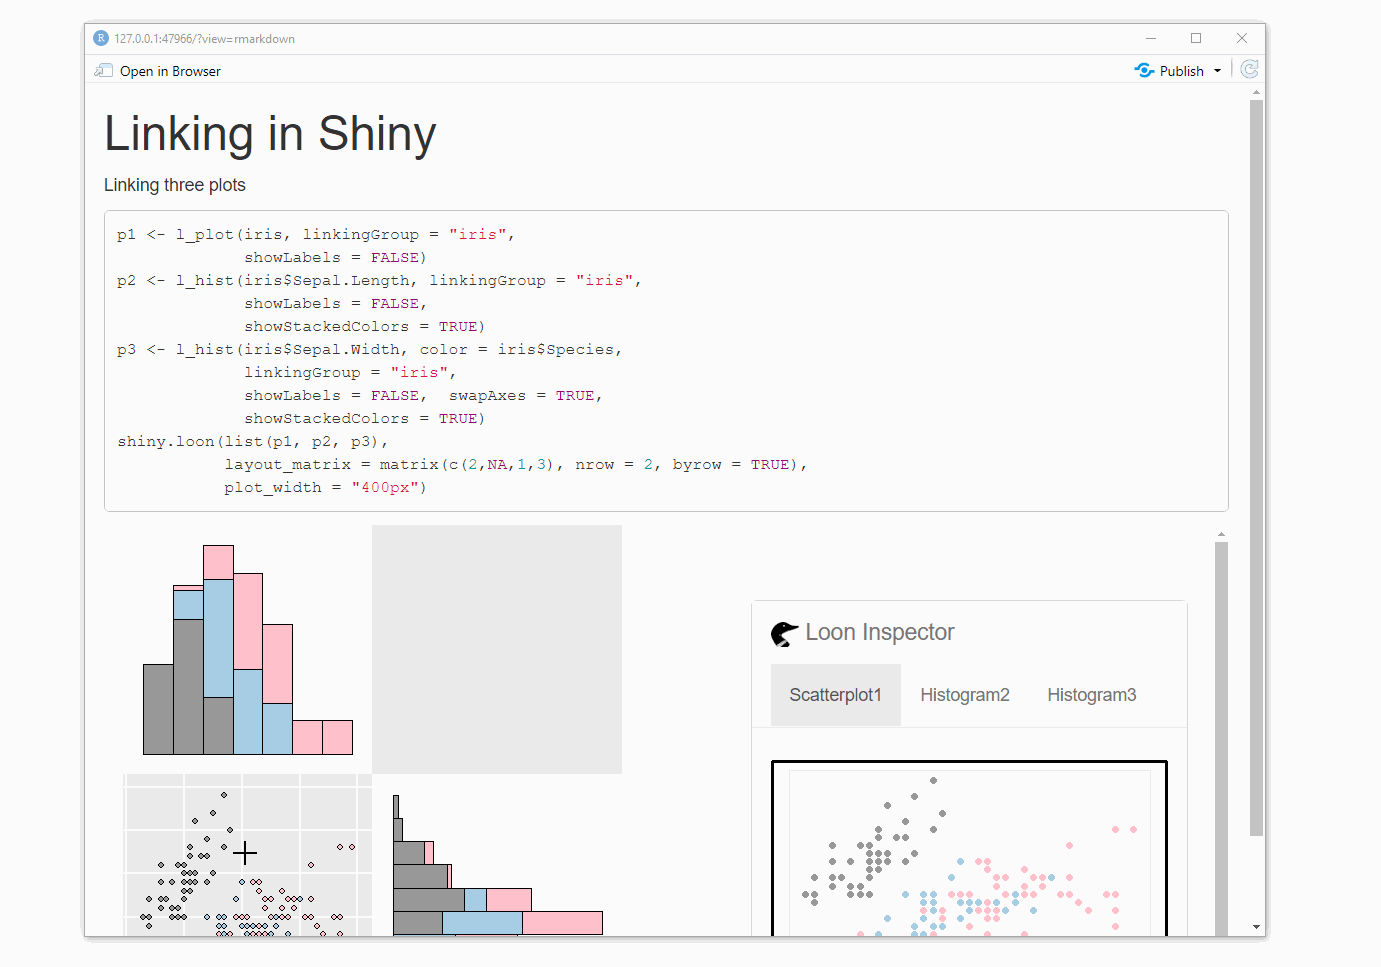 R 127.0.0.1:47966/?view=rmarkdown
Open in Browser
Publish
Linking in Shiny
Linking three plots
p1 <- l_plot(iris, linkingGroup = "iris",
showLabels = FALSE)
p2 <- l_hist(iris$Sepal.Length, linkingGroup = "iris",
showLabels = FALSE,
showStackedColors = TRUE)
p3 <- l_hist(iris$Sepal.Width, color = iris$Species,
linkingGroup = "iris",
showLabels = FALSE,  swapAxes = TRUE,
showStackedColors = TRUE)
shiny.loon(list(p1, p2, p3),
layout_matrix = matrix(c(2,NA,1,3), nrow = 2, byrow = TRUE),
plot_width = "400px")
Loon Inspector
Scatterplot1
Histogram2
Histogram3